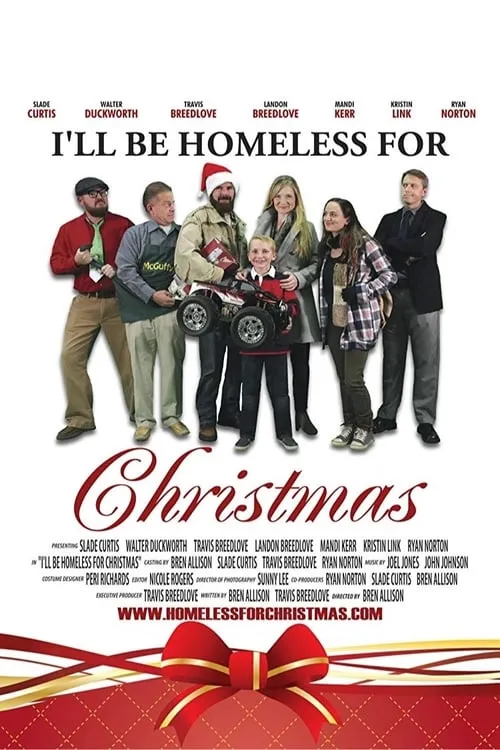 SLADE CURTIS WALTER DUCKWORTH TRAVIS BREEDLOVE LANDON BREEDLOVE MANDI KERR KRISTIN LINK RYAN NORTON
I'LL BE HOMELESS FOR
McGuffy
Christmas
PRESENTING SLADE CURTIS WALTER DUCKWORTH TRAVIS BREEDLOVE LANDON BREEDLOVE MANDI KERR KRISTIN LINK RYAN NORTON
IN "I'LL BE HOMELESS FOR CHRISTMAS" CASTING BY BREN ALLISON SLADE CURTIS TRAVIS BREEDLOVE RYAN NORTON MUSIC BY JOEL JONES JOHN JOHNSON
COSTUME DESIGNER PERI RICHARDS EDITOR NICOLE ROGERS DIRECTOR OF PHOTOGRAPHY SUNNY LEE CO-PRODUCERS RYAN NORTON SLADE CURTIS BREN ALLISON
EXECUTIVE PRODUCER TRAVIS BREEDLOVE WRITTEN BY BREN ALLISON TRAVIS BREEDLOVE DIRECTED BY BREN ALLISON
WWW.HOMELESSFORCHRISTMAS.COM